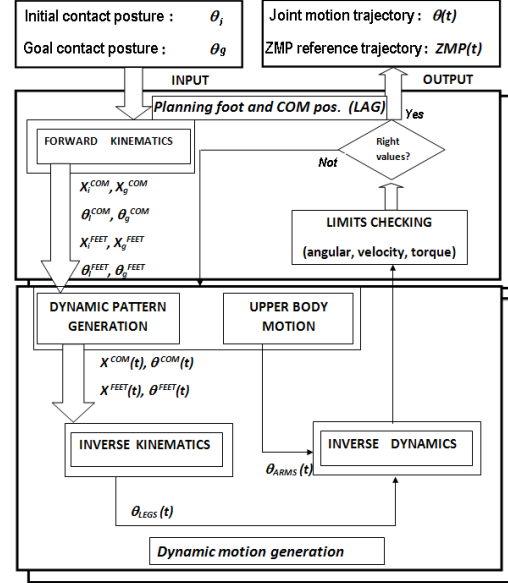 Initial contact posture : θi
Goal contact posture : θg
Joint motion trajectory : θ(t)
ZMP reference trajectory : ZMP(t)
INPUT
OUTPUT
Planning foot and COM pos. (LAG)
Yes
FORWARD KINEMATICS
Right
values?
Not
Xi^COM, Xg^COM
θi^COM, θg^COM
Xi^FEET, Xg^FEET
θi^FEET, θg^FEET
LIMITS CHECKING
(angular, velocity, torque)
DYNAMIC PATTERN
GENERATION
UPPER BODY
MOTION
X^COM(t), θ^COM(t)
X^FEET(t), θ^FEET(t)
INVERSE KINEMATICS
INVERSE DYNAMICS
θARMS (t)
θLEGS (t)
Dynamic motion generation